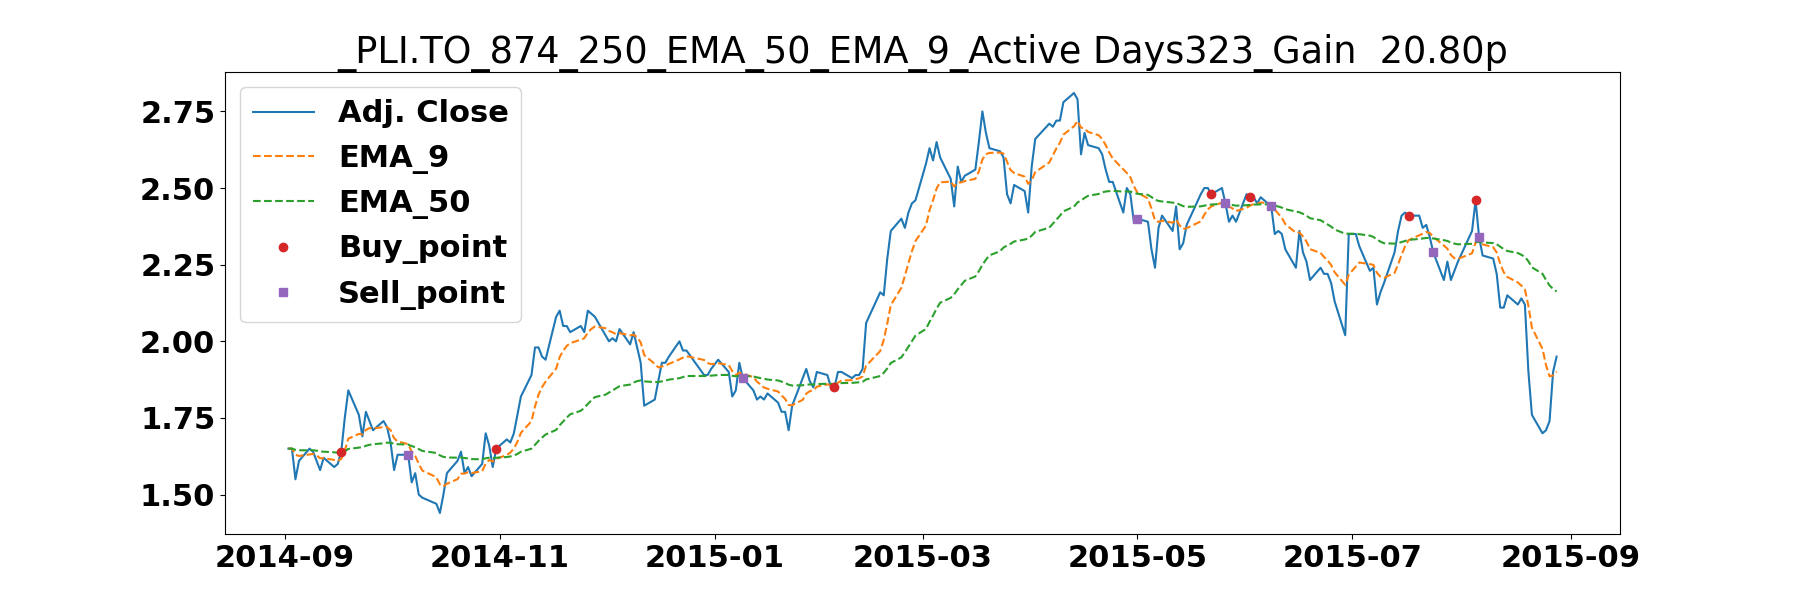 _PLI.TO_874_250_EMA_50_EMA_9_Active Days323_Gain  20.80p
Adj. Close
EMA_9
EMA_50
Buy_point
Sell_point
2.75
2.50
2.25
2.00
1.75
1.50
2014-09 2014-11 2015-01 2015-03 2015-05 2015-07 2015-09